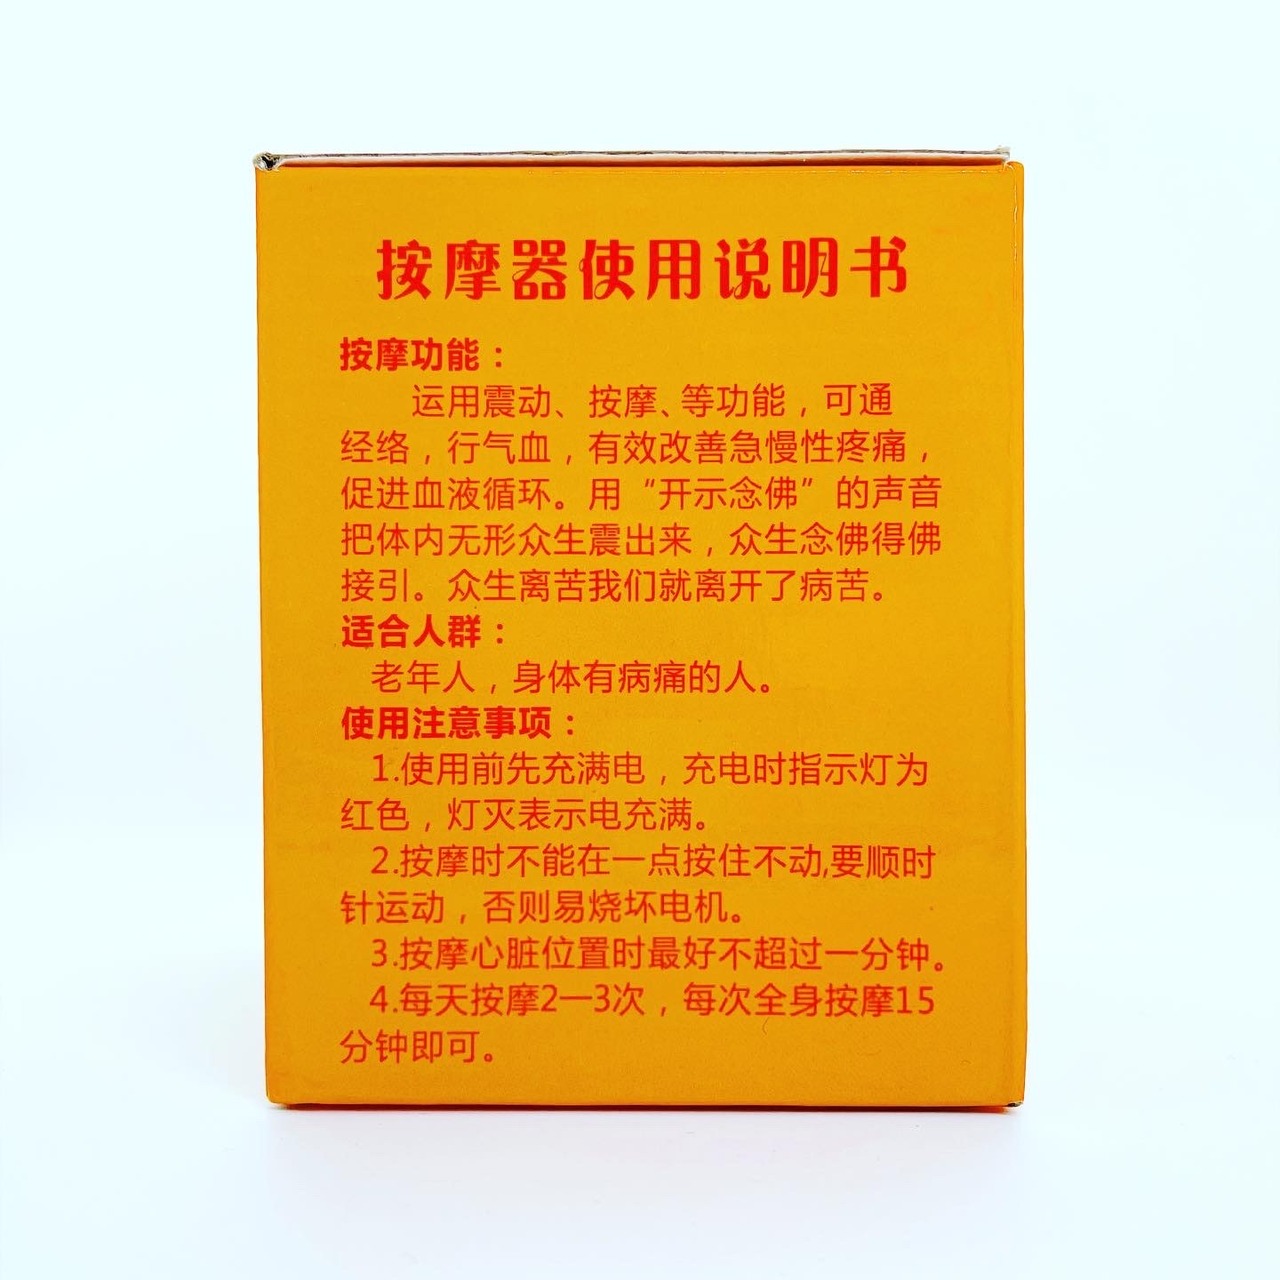 按摩器使用说明书
按摩功能：
运用震动、按摩、等功能，可通
经络，行气血，有效改善急慢性疼痛，
促进血液循环。用“开示念佛”的声音
把体内无形众生震出来，众生念佛得佛
接引。众生离苦我们就离开了病苦。
适合人群：
老年人，身体有病痛的人。
使用注意事项：
1.使用前先充满电，充电时指示灯为
红色，灯灭表示电充满。
2.按摩时不能在一点按住不动,要顺时
针运动，否则易烧坏电机。
3.按摩心脏位置时最好不超过一分钟。
4.每天按摩2—3次，每次全身按摩15
分钟即可。